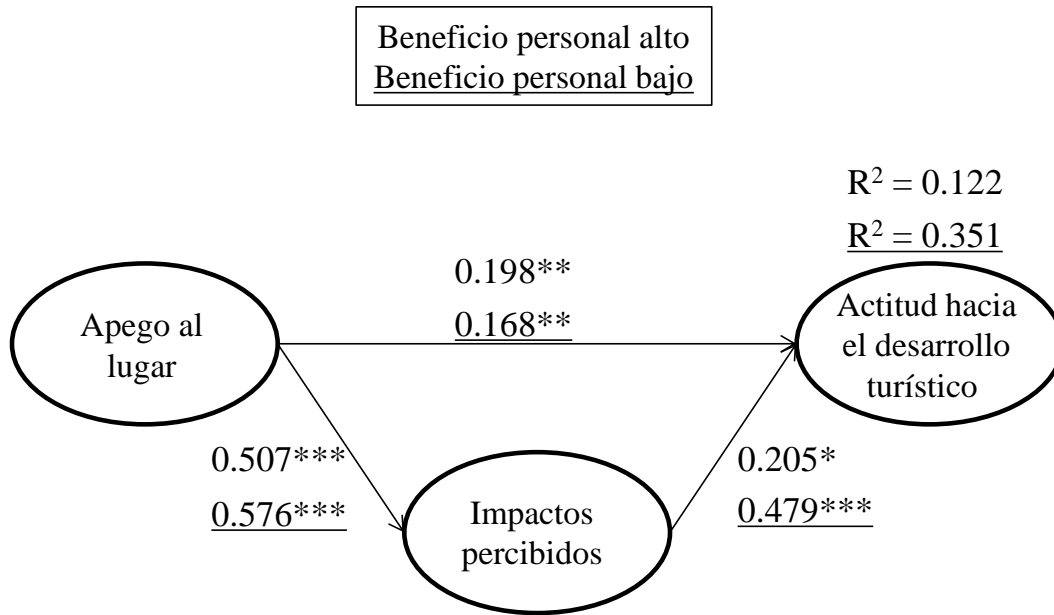 Beneficio personal alto
Beneficio personal bajo
R² = 0.122
R² = 0.351
0.198**
0.168**
Apego al
lugar
Actitud hacia
el desarrollo
turístico
0.507***
0.576***
0.205*
0.479***
Impactos
percibidos